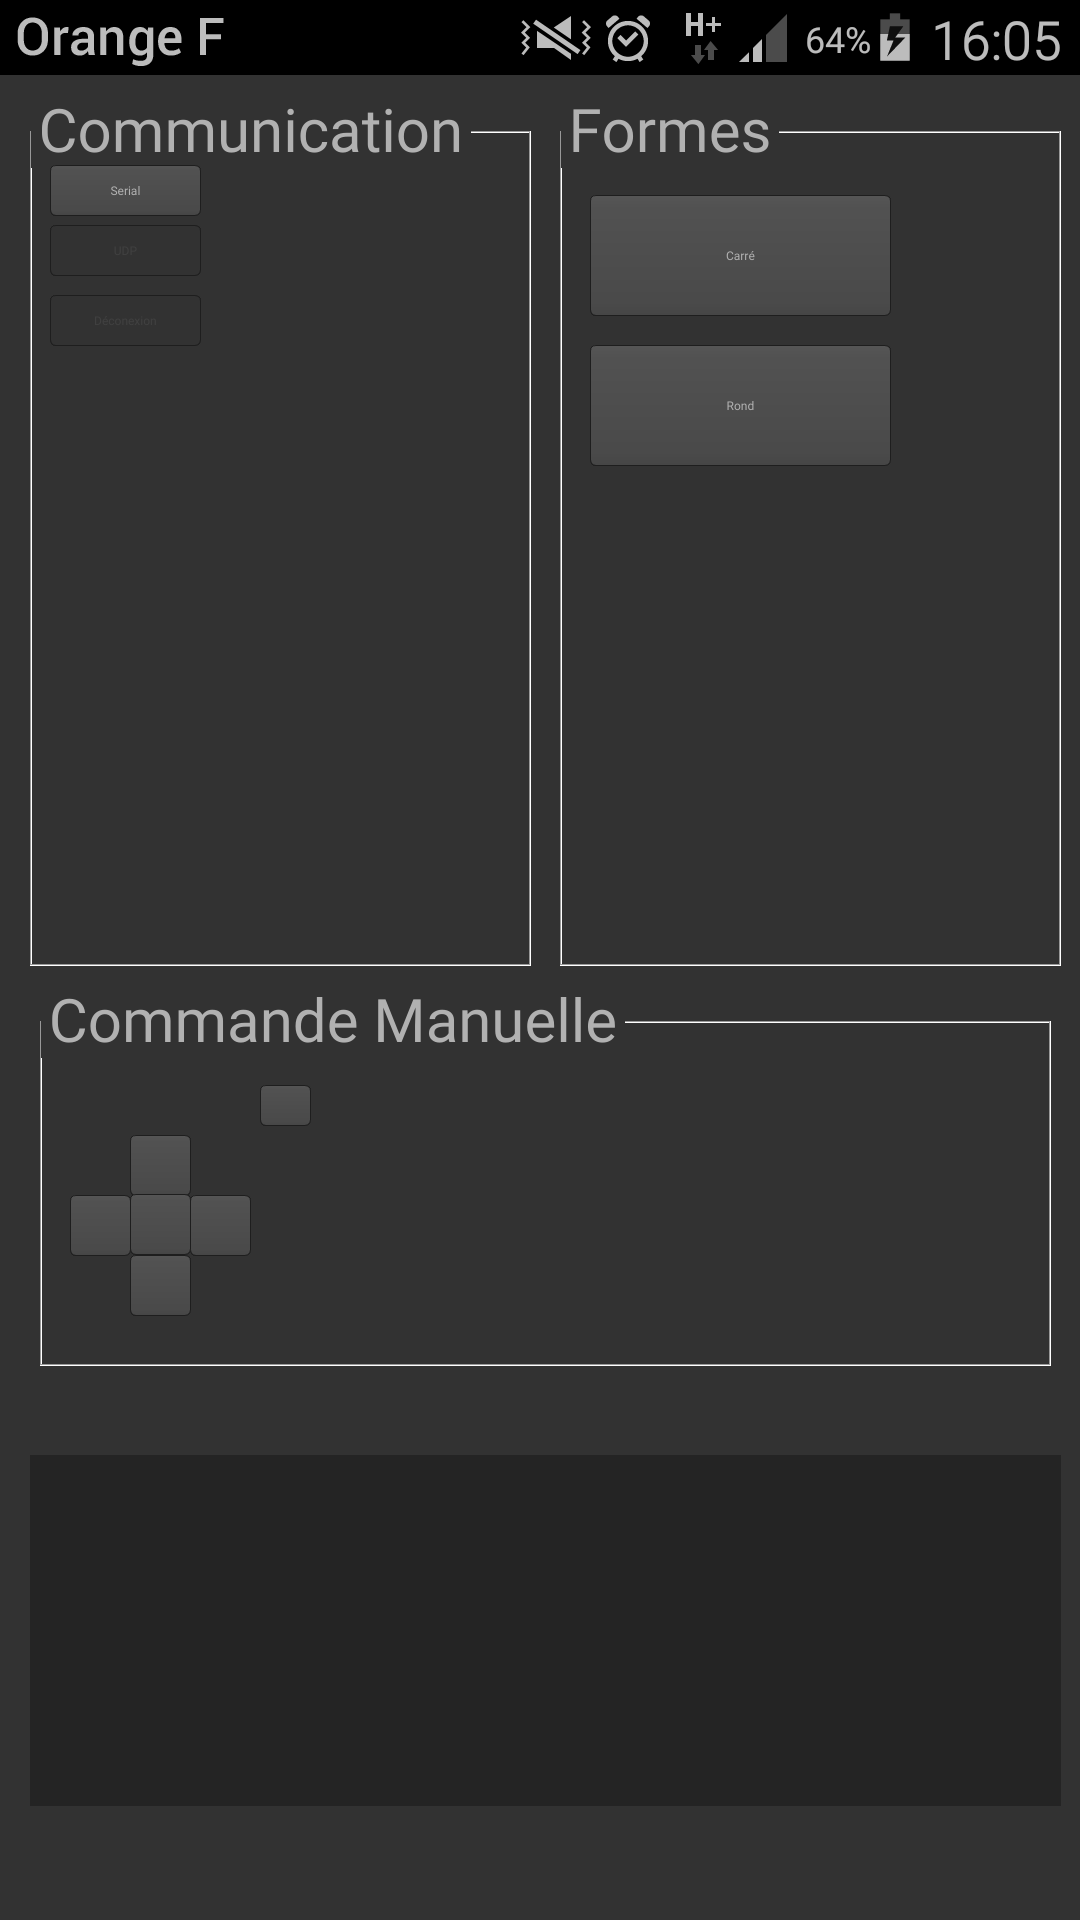 Orange F H+ 64% 16:05
Communication
Serial
UDP
Déconexion
Formes
Carré
Rond
Commande Manuelle